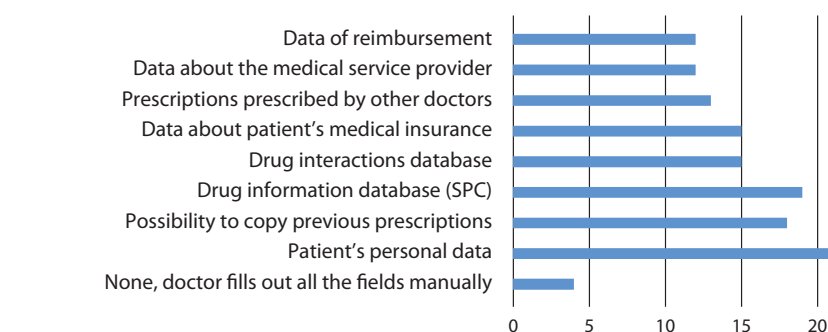 Data of reimbursement
Data about the medical service provider
Prescriptions prescribed by other doctors
Data about patient’s medical insurance
Drug interactions database
Drug information database (SPC)
Possibility to copy previous prescriptions
Patient’s personal data
None, doctor fills out all the fields manually
0 5 10 15 20